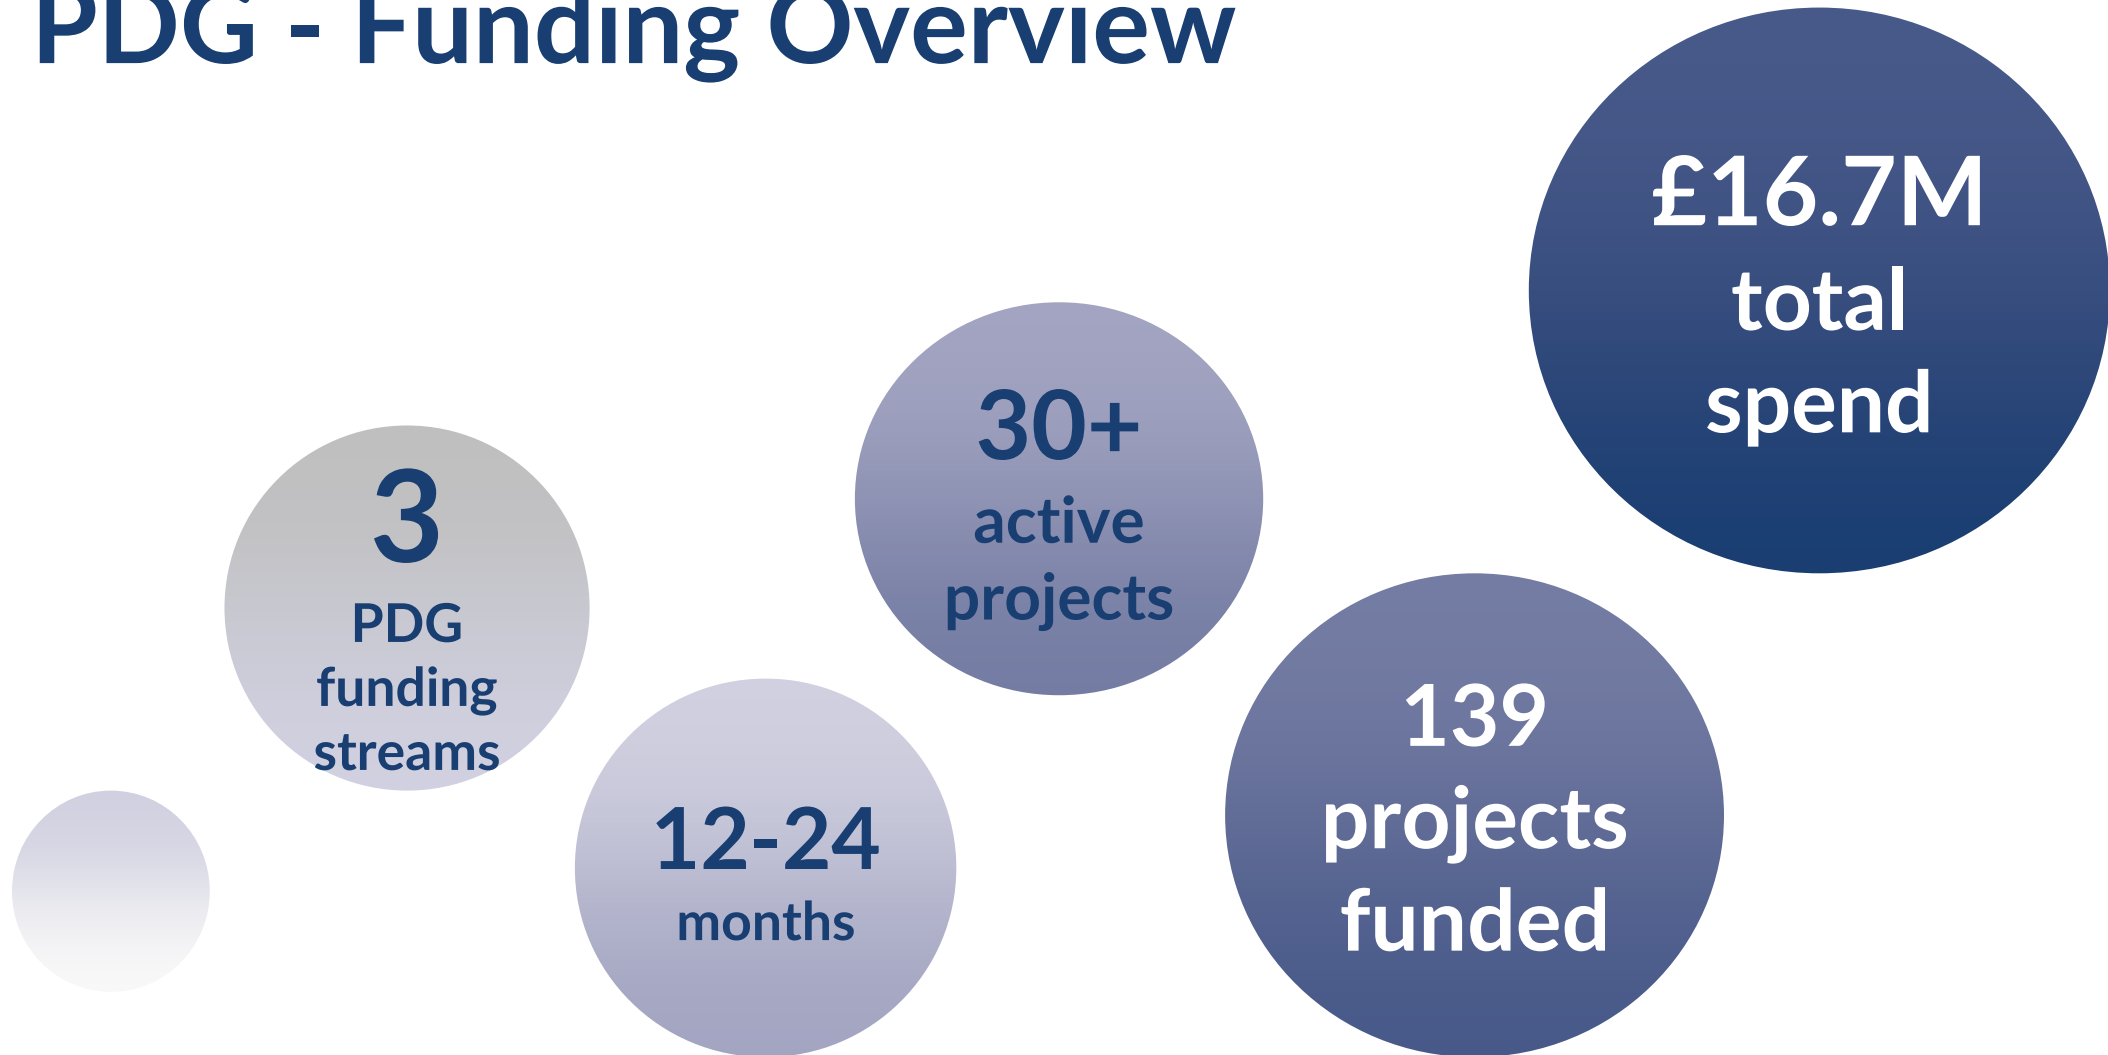 PDG - Funding Overview
£16.7M
total
spend
30+
active
projects
3
PDG
funding
streams
139
projects
funded
12-24
months